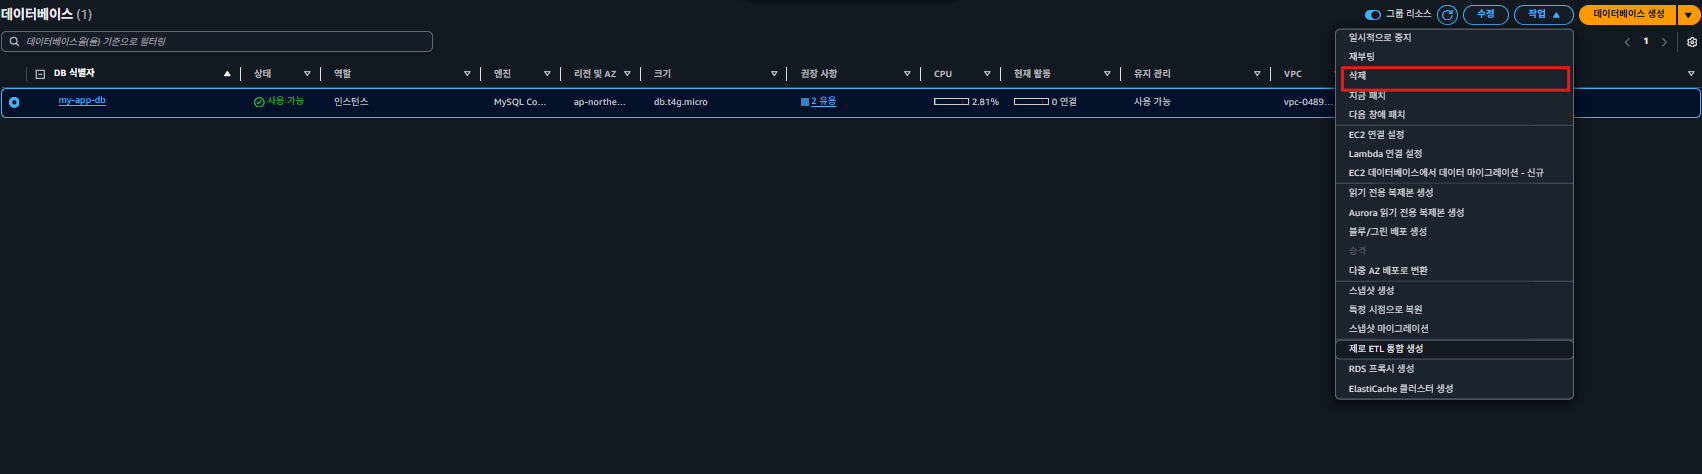 데이터베이스 (1)
그룹 리소스
수정
작업
데이터베이스 생성
데이터베이스을(를) 기준으로 필터링
1
DB 식별자
상태
역할
엔진
리전 및 AZ
크기
권장 사항
CPU
현재 활동
유지 관리
VPC
my-app-db
사용 가능
인스턴스
MySQL Co...
ap-northe...
db.t4g.micro
2 유용
2.81%
0 연결
사용 가능
vpc-0489...
일시적으로 중지
재부팅
삭제
지금 패치
다음 창에 패치
EC2 연결 설정
Lambda 연결 설정
EC2 데이터베이스에서 데이터 마이그레이션 - 신규
읽기 전용 복제본 생성
Aurora 읽기 전용 복제본 생성
블루/그린 배포 생성
승격
다중 AZ 배포로 변환
스냅샷 생성
특정 시점으로 복원
스냅샷 마이그레이션
제로 ETL 통합 생성
RDS 프록시 생성
ElastiCache 클러스터 생성